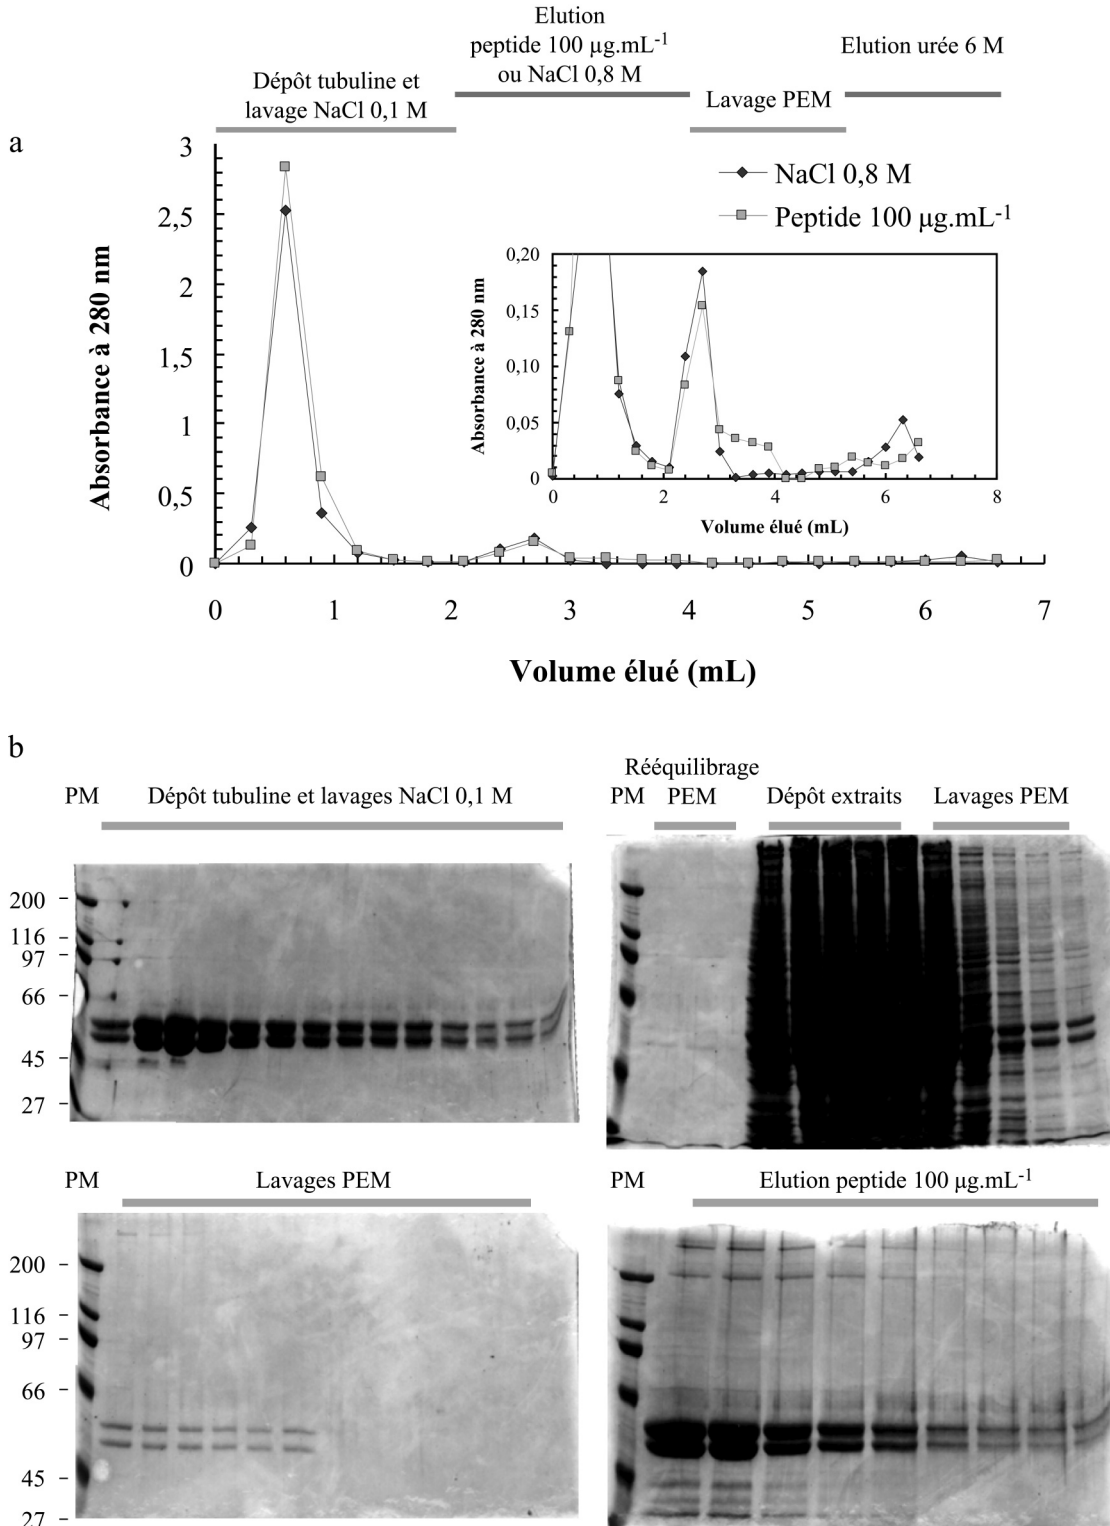 Elution
peptide 100 µg.mL-1
ou NaCl 0,8 M
Elution urée 6 M
Dépôt tubuline et
lavage NaCl 0,1 M
Lavage PEM
a
3
2,5
2
1,5
1
0,5
0
Absorbance à 280 nm
NaCl 0,8 M
Peptide 100 µg.mL-1
0,20
0,15
0,10
0,05
0
Absorbance à 280 nm
0 2 4 6 8
Volume élué (mL)
0 1 2 3 4 5 6 7
Volume élué (mL)
b
PM
Dépôt tubuline et lavages NaCl 0,1 M
200
116
97
66
45
27
Rééquilibrage
PM PEM Dépôt extraits Lavages PEM
PM Lavages PEM
200
116
97
66
45
27
PM Elution peptide 100 µg.mL-1